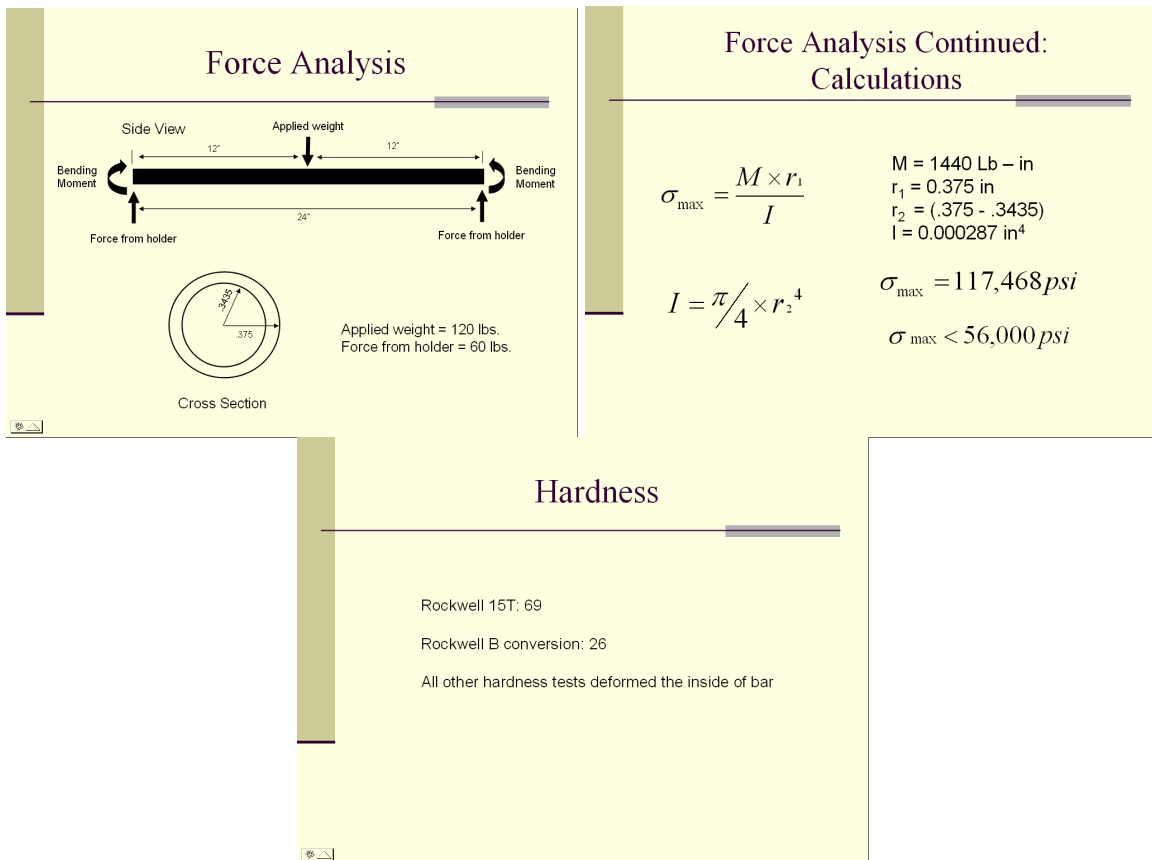 Force Analysis
Side View
Applied weight
12"
12"
Bending
Moment
Bending
Moment
24"
Force from holder
Force from holder
.3435
.375
Applied weight = 120 lbs.
Force from holder = 60 lbs.
Cross Section
Force Analysis Continued:
Calculations
σmax = M × r₁ / I
M = 1440 Lb – in
r₁ = 0.375 in
r₂ = (.375 - .3435)
I = 0.000287 in⁴
I = π/4 × r₂⁴
σmax = 117,468 psi
σ max < 56,000 psi
Hardness
Rockwell 15T: 69
Rockwell B conversion: 26
All other hardness tests deformed the inside of bar